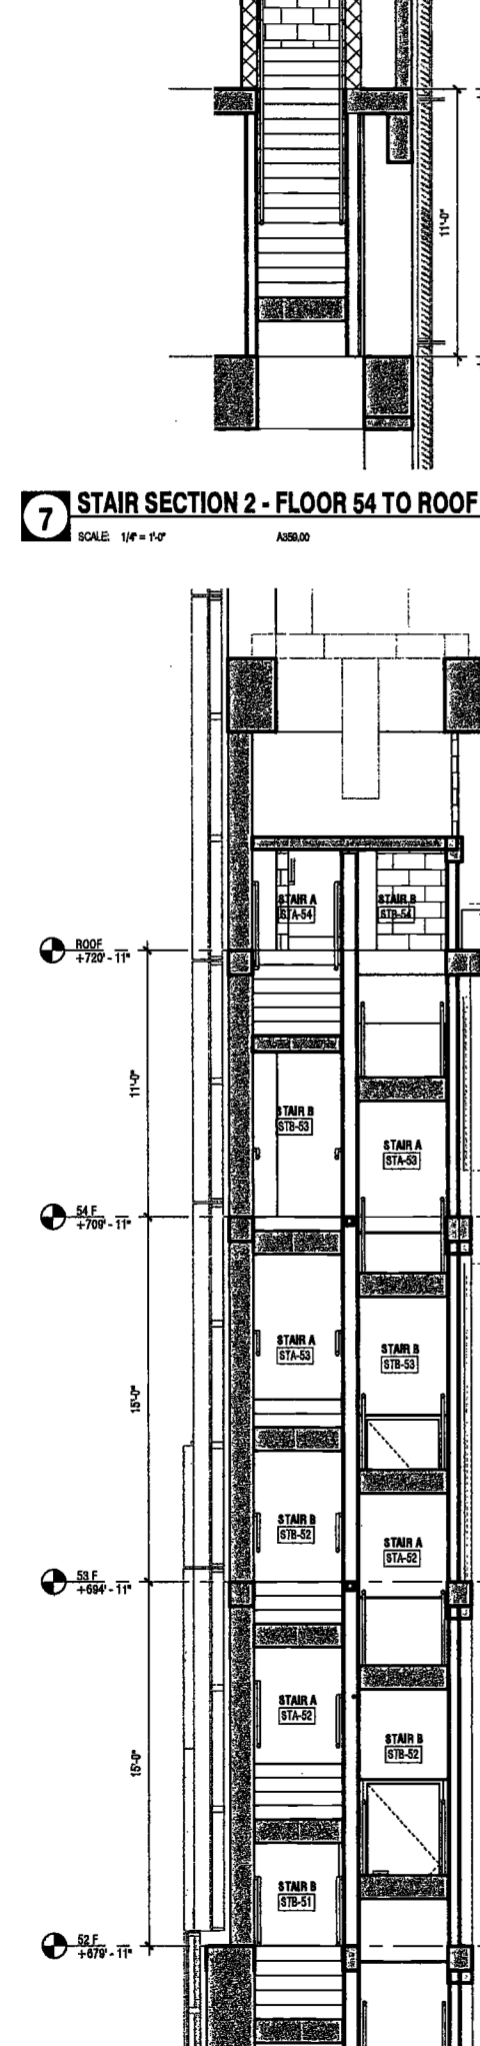 11'-0"
7 STAIR SECTION 2 - FLOOR 54 TO ROOF
SCALE: 1/4" = 1'-0" A359.00
STAIR A
STA-54
STAIR B
STB-54
ROOF
+720' - 11"
11'-0"
STAIR B
STB-53
STAIR A
STA-53
54 F
+709' - 11"
STAIR A
STA-53
STAIR B
STB-53
15'-0"
STAIR B
STB-52
STAIR A
STA-52
53 F
+694' - 11"
STAIR A
STA-52
STAIR B
STB-52
15'-0"
STAIR B
STB-51
52 F
+679' - 11"